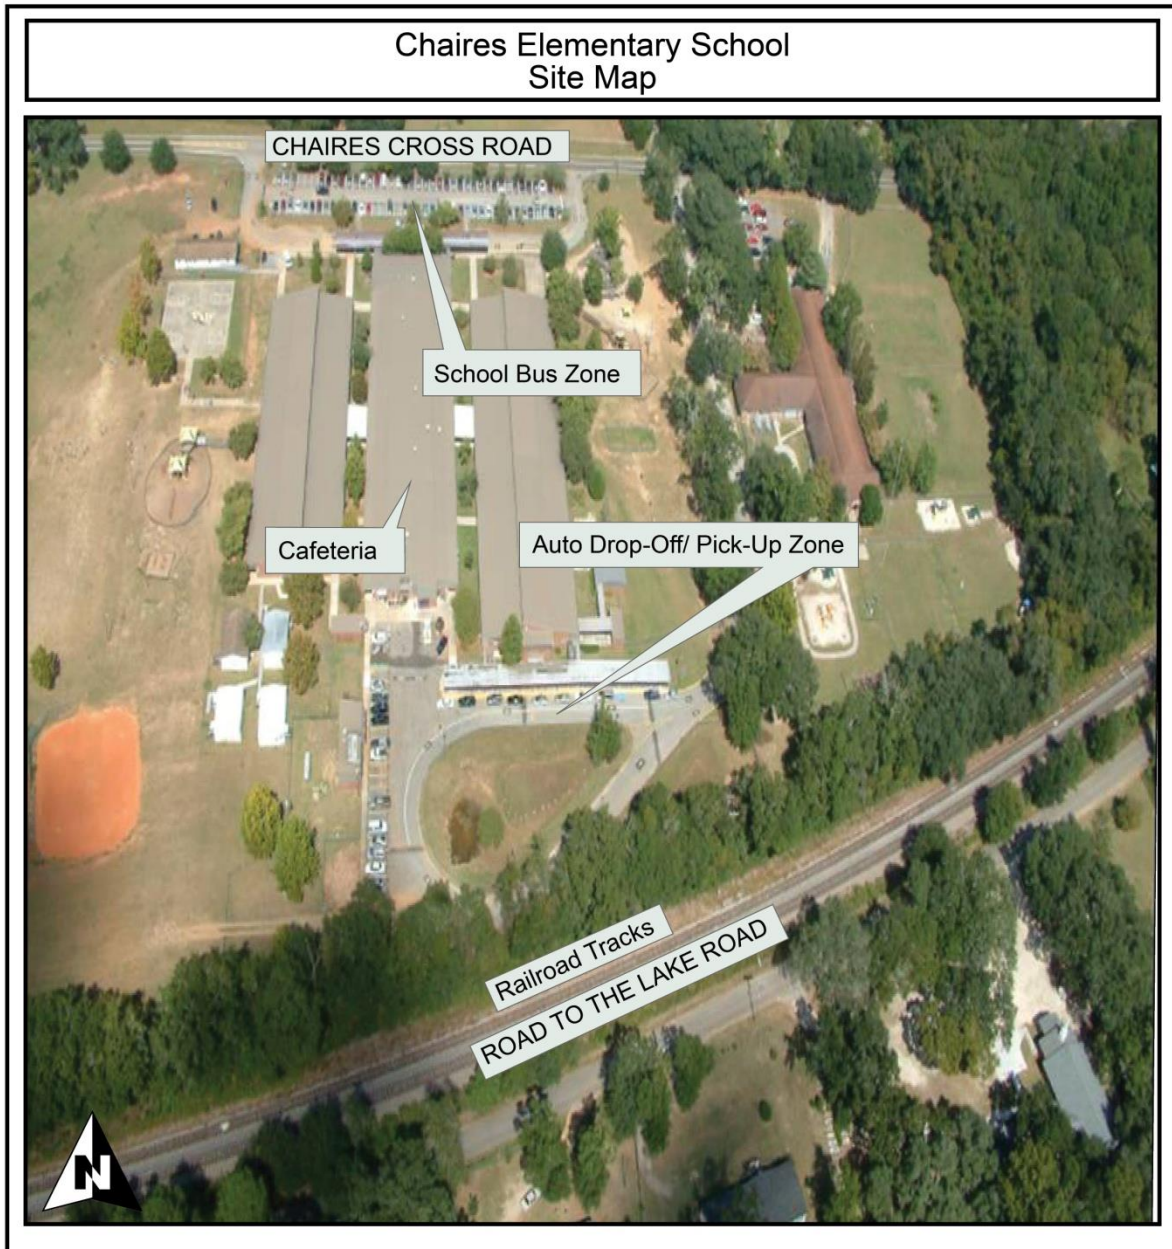 Chaires Elementary School
Site Map
CHAIRES CROSS ROAD
School Bus Zone
Cafeteria
Auto Drop-Off/ Pick-Up Zone
Railroad Tracks
ROAD TO THE LAKE ROAD
N